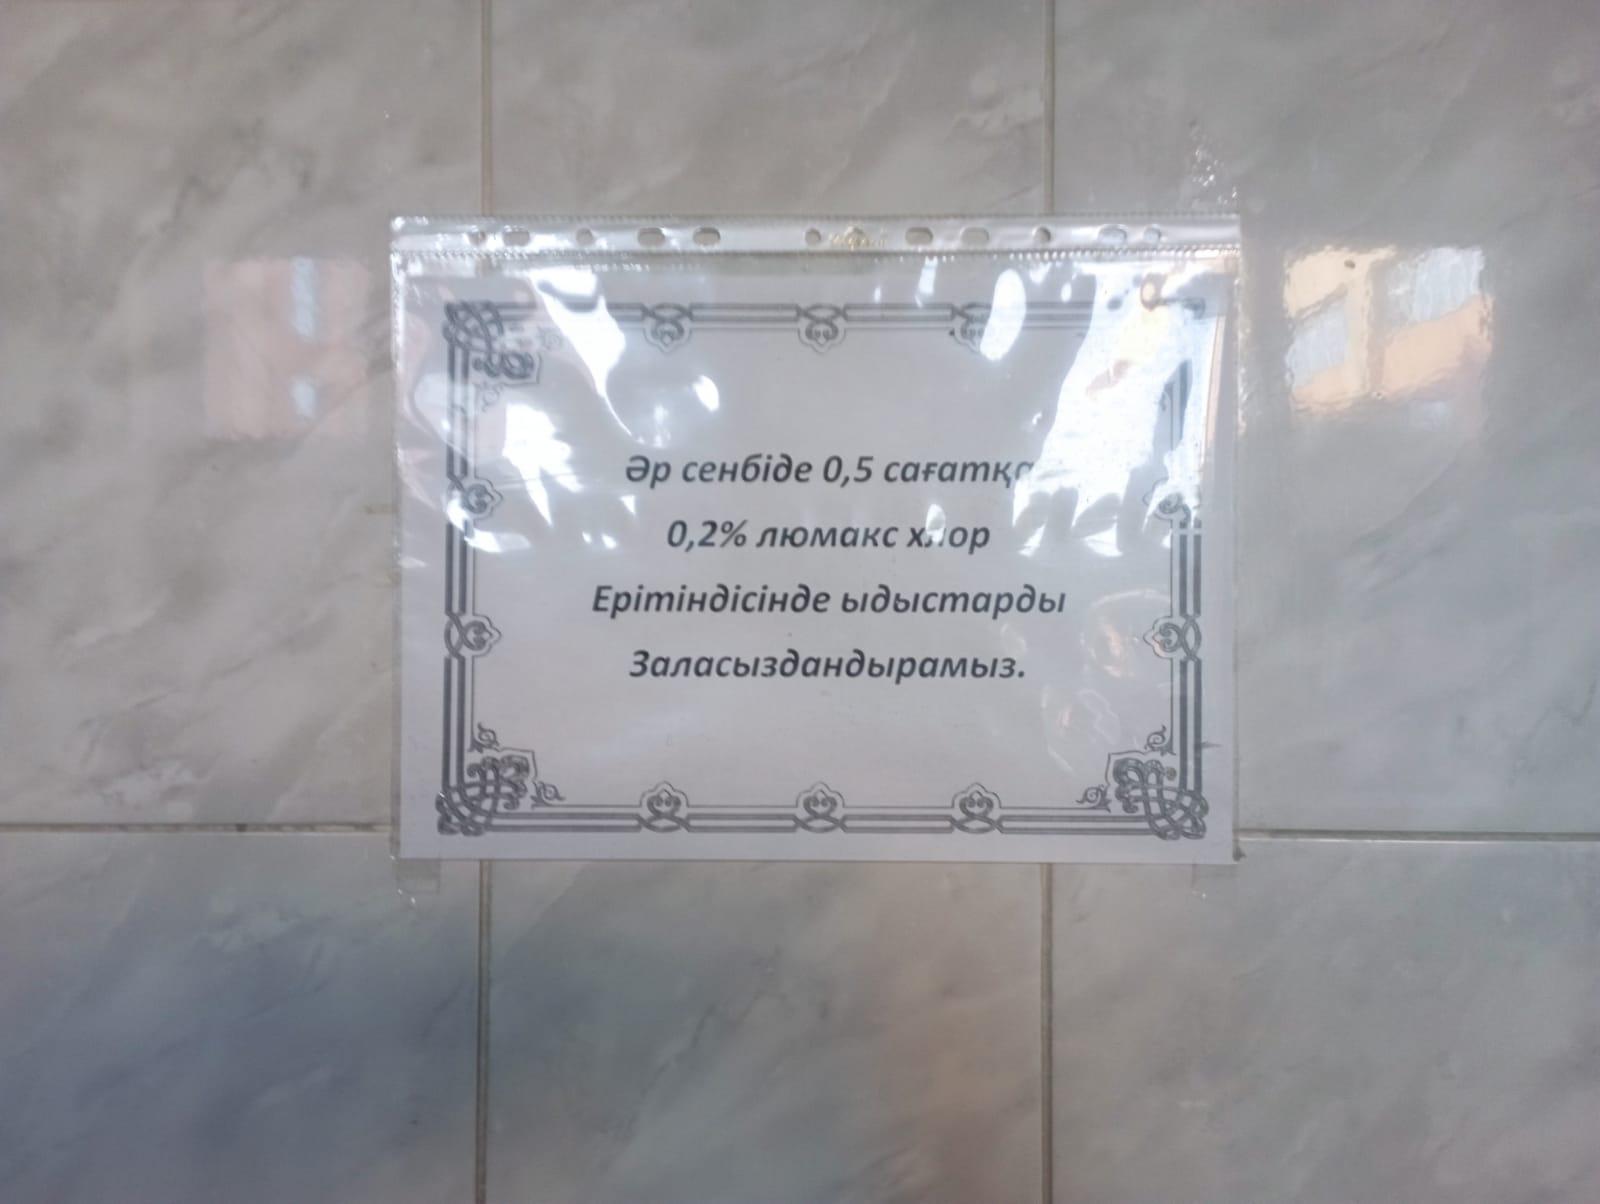 Әр сенбіде 0,5 сағатқа
0,2% люмакс хлор
Ерітіндісінде ыдыстарды
Заласыздандырамыз.